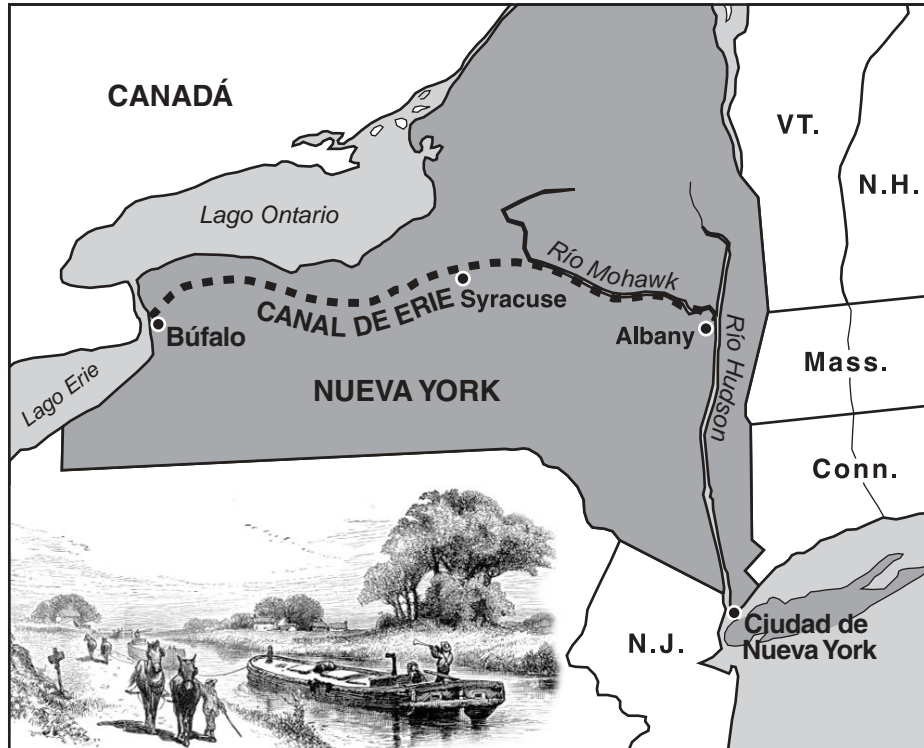 CANADÁ
VT.
N.H.
Lago Ontario
Río Mohawk
Syracuse
CANAL DE ERIE
Búfalo
Albany
Río Hudson
Mass.
Lago Erie
NUEVA YORK
Conn.
N.J.
Ciudad de
Nueva York